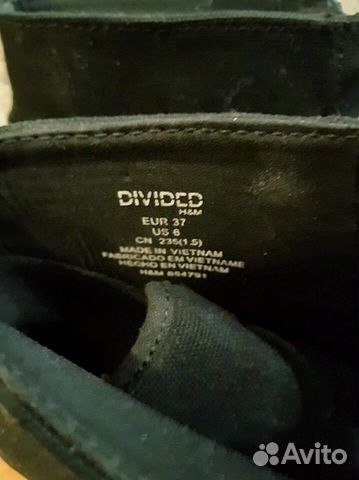 DIVIDED
H&M
EUR 37
US 6
CN 235(1.5)
MADE IN VIETNAM
FABRICADO EM VIETNAME
HECHO EN VIETNAM
H&M 854791
Avito